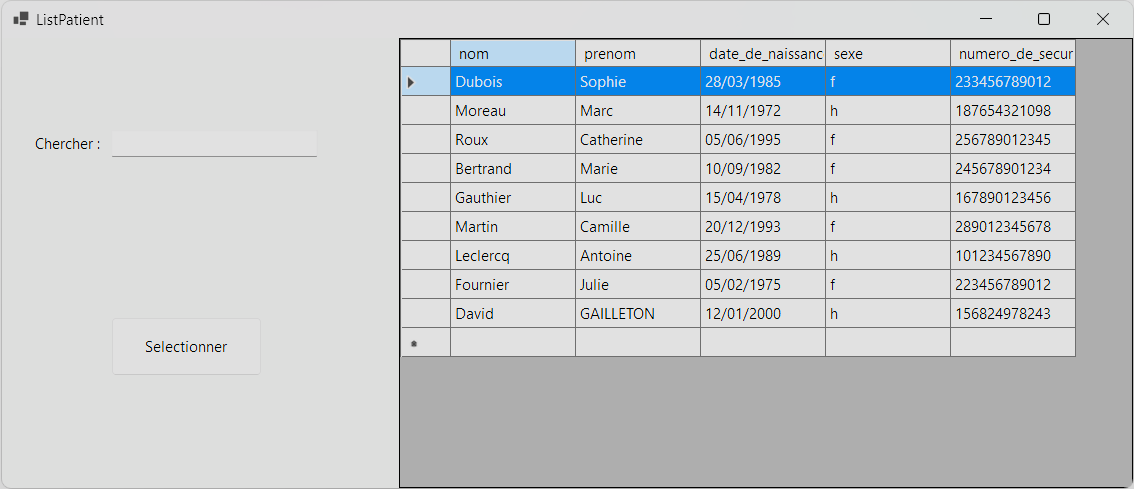 ListPatient
nom prenom date_de_naissanc sexe numero_de_secur
Dubois Sophie 28/03/1985 f 233456789012
Moreau Marc 14/11/1972 h 187654321098
Chercher :
Roux Catherine 05/06/1995 f 256789012345
Bertrand Marie 10/09/1982 f 245678901234
Gauthier Luc 15/04/1978 h 167890123456
Martin Camille 20/12/1993 f 289012345678
Leclercq Antoine 25/06/1989 h 101234567890
Fournier Julie 05/02/1975 f 223456789012
David GAILLETON 12/01/2000 h 156824978243
Selectionner